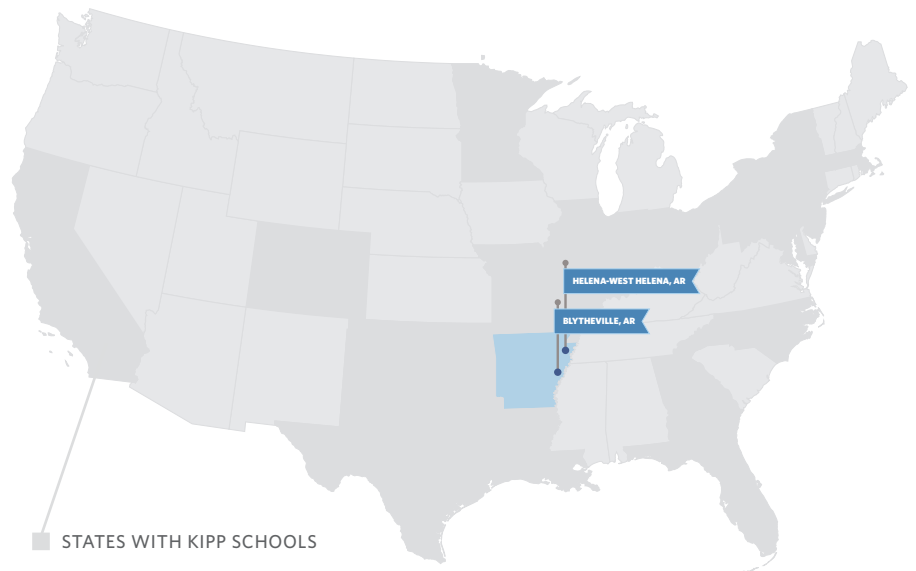 HELENA-WEST HELENA, AR
BLYTHEVILLE, AR
STATES WITH KIPP SCHOOLS